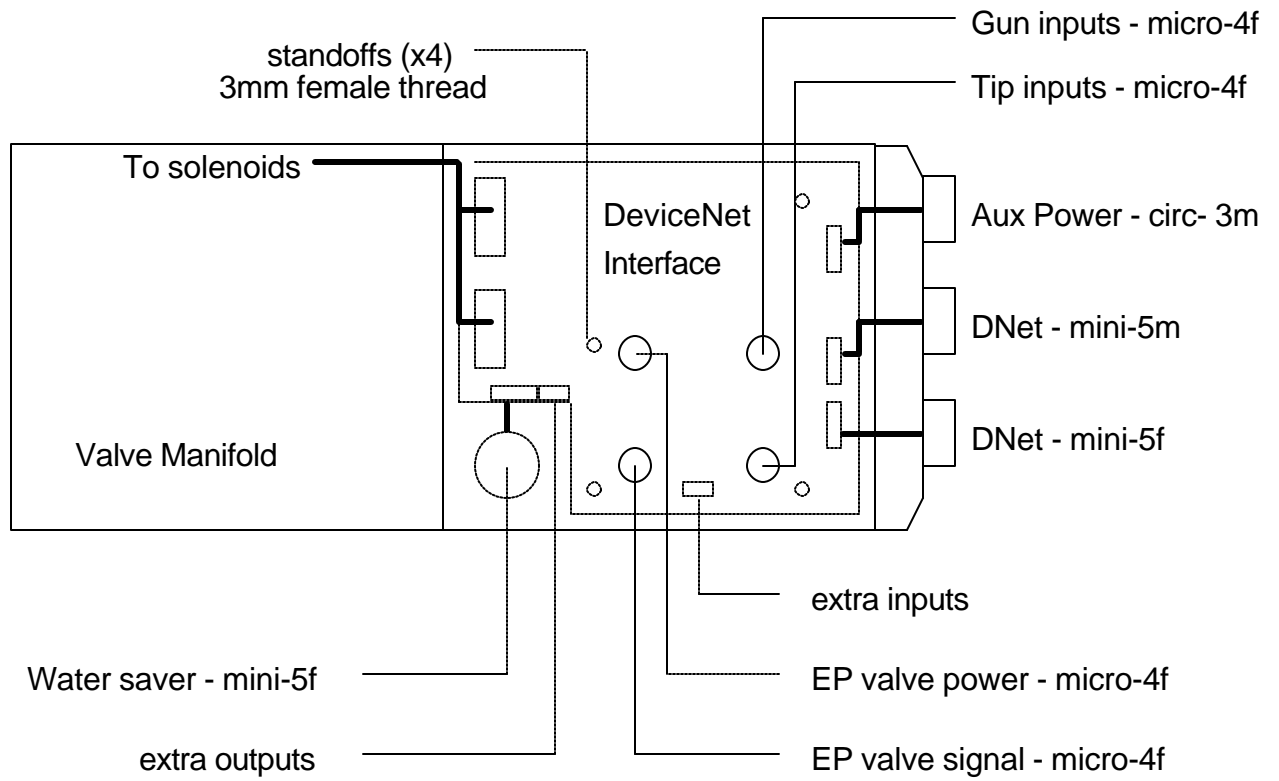 Gun inputs - micro-4f
standoffs (x4)
3mm female thread
Tip inputs - micro-4f
To solenoids
DeviceNet
Interface
Aux Power - circ- 3m
DNet - mini-5m
DNet - mini-5f
Valve Manifold
extra inputs
Water saver - mini-5f
EP valve power - micro-4f
extra outputs
EP valve signal - micro-4f